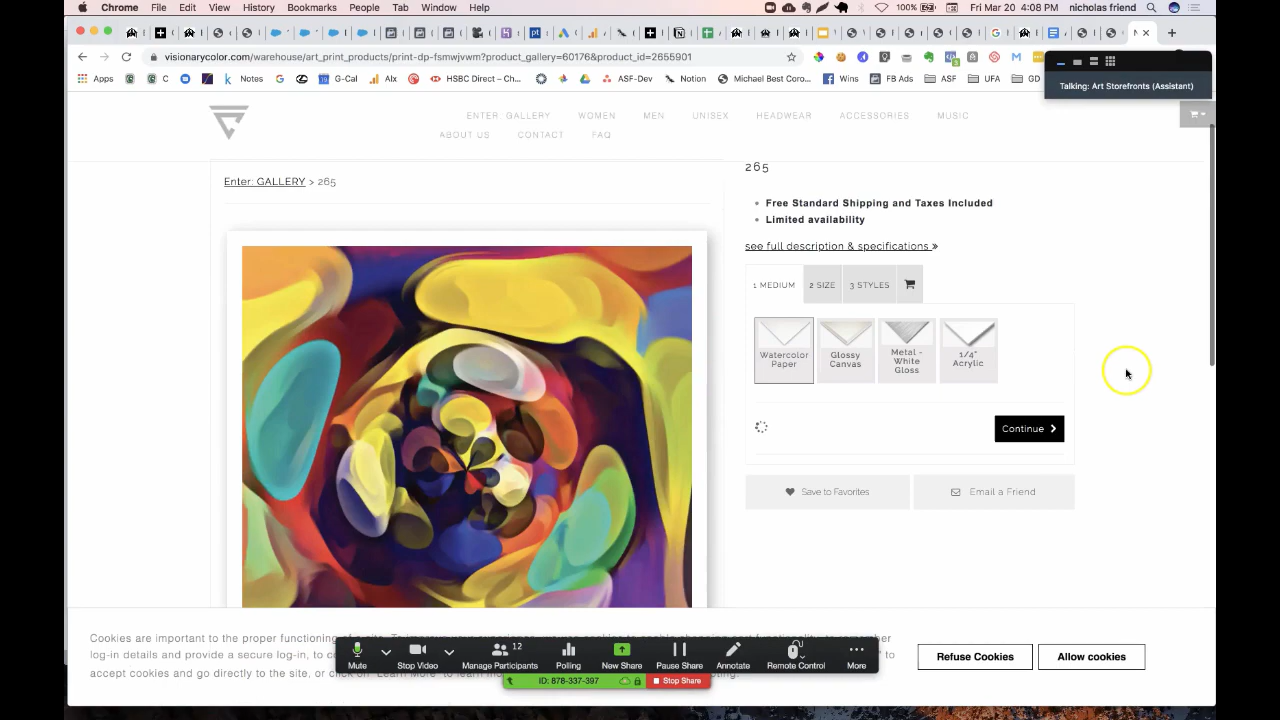 Chrome File Edit View History Bookmarks People Tab Window Help 100% Fri Mar 20 4:08 PM nicholas friend
visionarycolor.com/warehouse/art_print_products/print-dp-fsmwjvwm?product_gallery=60176&product_id=2655901
Apps G C Notes G-Cal HSBC Direct – Ch... Atx ASF-Dev Notion Michael Best Coro... Wins FB Ads ASF UFA GD
Talking: Art Storefronts (Assistant)
ENTER: GALLERY WOMEN MEN UNISEX HEADWEAR ACCESSORIES MUSIC
ABOUT US CONTACT FAQ
Enter: GALLERY > 265
265
Free Standard Shipping and Taxes Included
Limited availability
see full description & specifications »
1 MEDIUM 2 SIZE 3 STYLES
Watercolor Paper
Glossy Canvas
Metal - White Gloss
1/4" Acrylic
Continue
Save to Favorites Email a Friend
Cookies are important to the proper functioning of a site.
log-in details and provide a secure log-in, to
accept cookies and go directly to the site, or click
Refuse Cookies Allow cookies
12
Mute Stop Video Manage Participants Polling New Share Pause Share Annotate Remote Control More
ID: 878-337-397 Stop Share